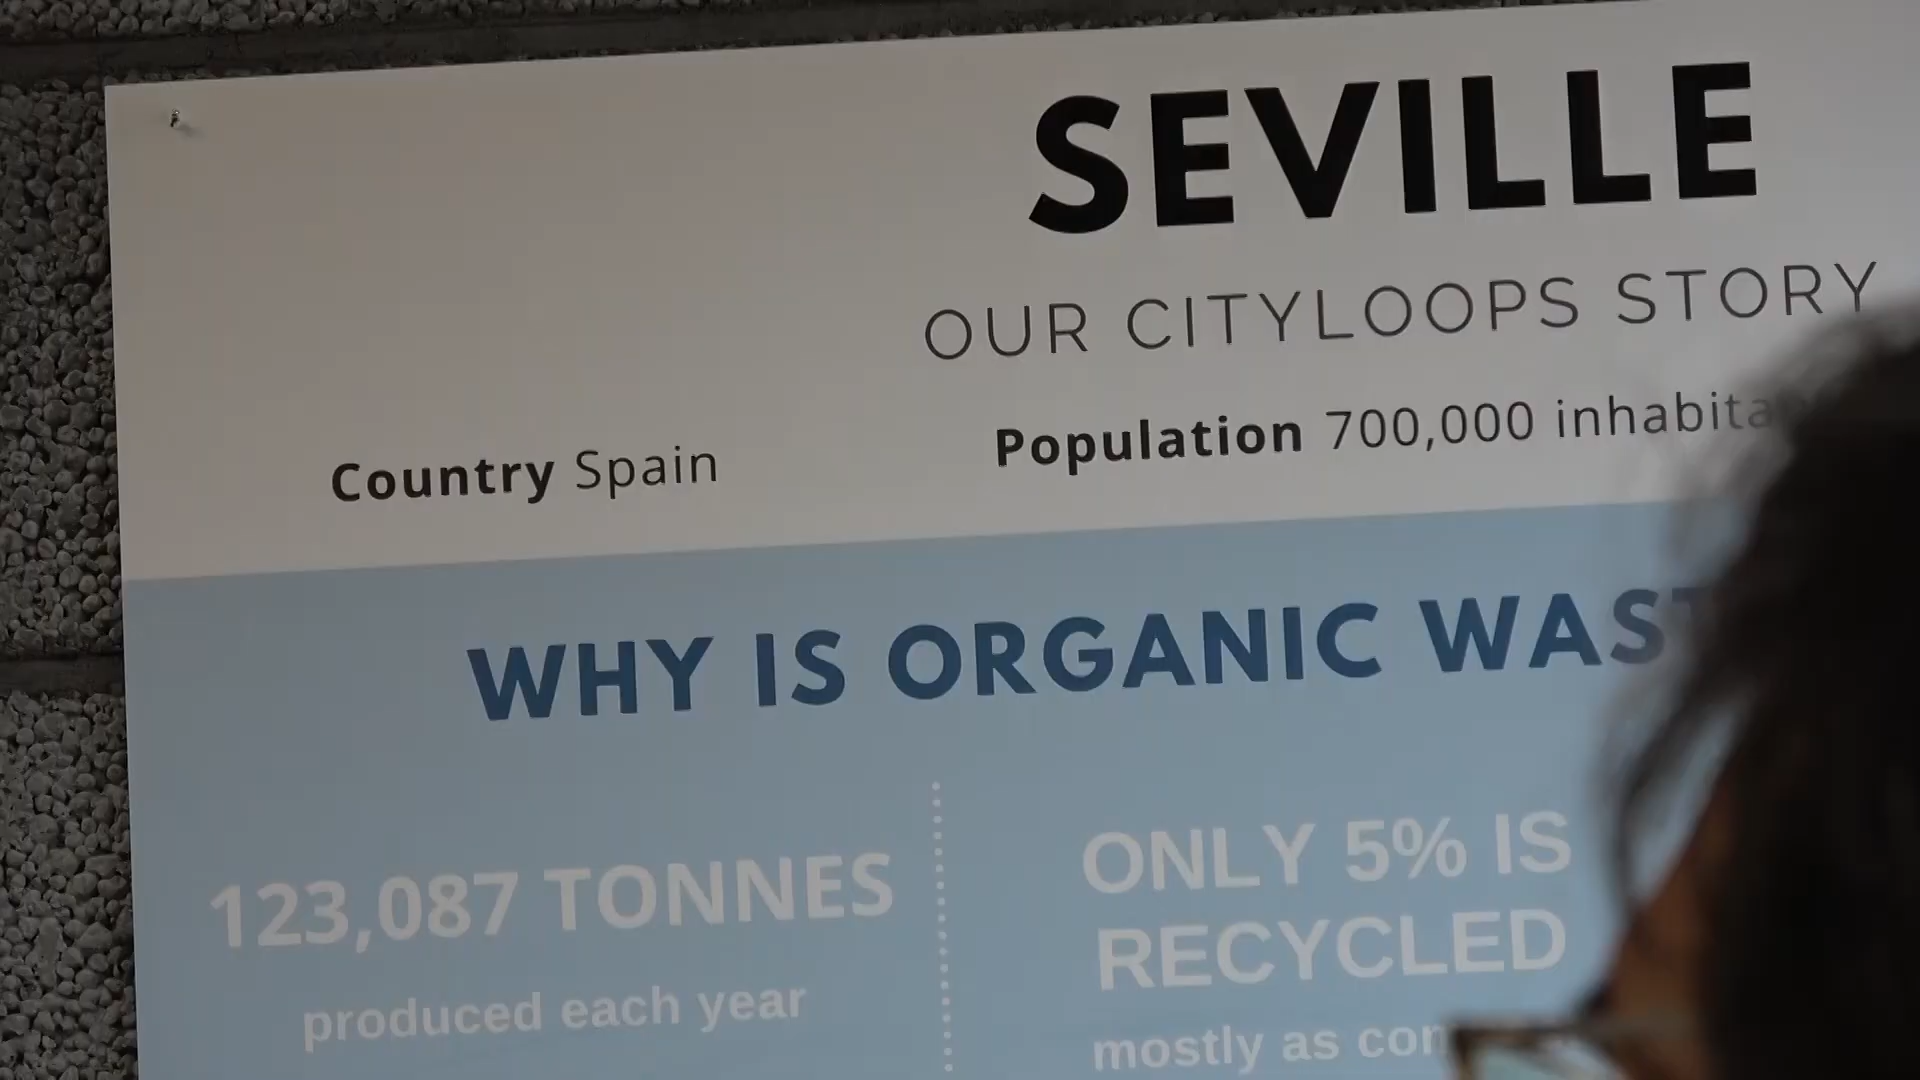 SEVILLE
OUR CITYLOOPS STORY
Country Spain
Population 700,000
WHY IS ORGANIC
123,087 TONNES
produced each year
ONLY 5% IS
RECYCLED
mostly as